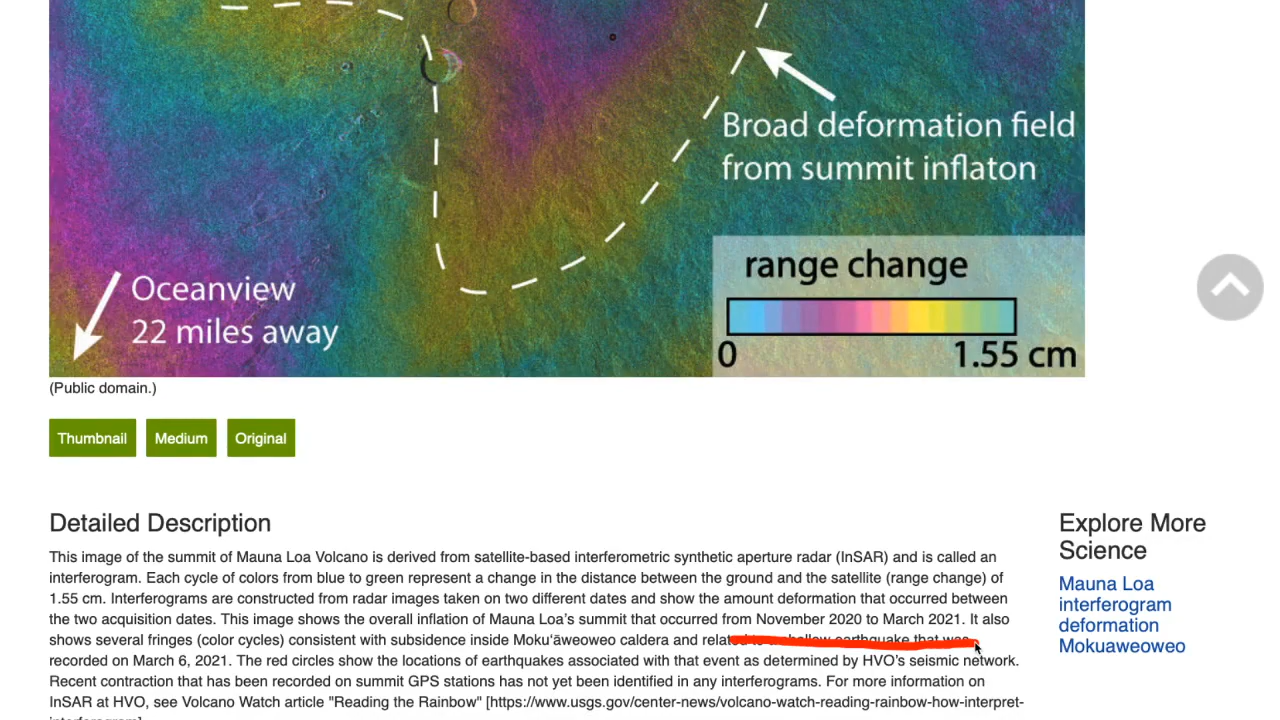 Broad deformation field
from summit inflaton
range change
0 1.55 cm
Oceanview
22 miles away
(Public domain.)
Thumbnail Medium Original
Detailed Description
This image of the summit of Mauna Loa Volcano is derived from satellite-based interferometric synthetic aperture radar (InSAR) and is called an
interferogram. Each cycle of colors from blue to green represent a change in the distance between the ground and the satellite (range change) of
1.55 cm. Interferograms are constructed from radar images taken on two different dates and show the amount deformation that occurred between
the two acquisition dates. This image shows the overall inflation of Mauna Loa’s summit that occurred from November 2020 to March 2021. It also
shows several fringes (color cycles) consistent with subsidence inside Moku‘āweoweo caldera and related to a shallow earthquake that was
recorded on March 6, 2021. The red circles show the locations of earthquakes associated with that event as determined by HVO’s seismic network.
Recent contraction that has been recorded on summit GPS stations has not yet been identified in any interferograms. For more information on
InSAR at HVO, see Volcano Watch article "Reading the Rainbow" [https://www.usgs.gov/center-news/volcano-watch-reading-rainbow-how-interpret-
Explore More
Science
Mauna Loa
interferogram
deformation
Mokuaweoweo